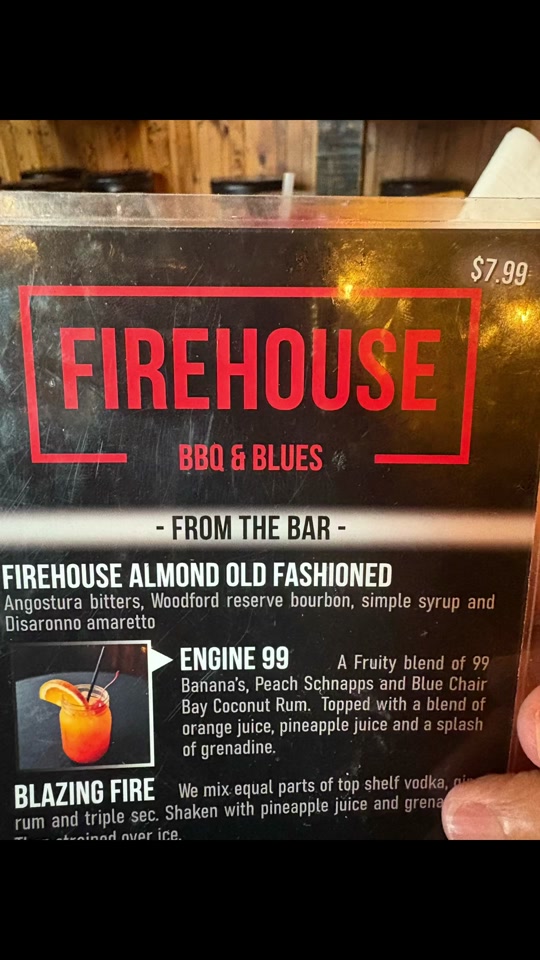 $7.99
FIREHOUSE
BBQ & BLUES
- FROM THE BAR -
FIREHOUSE ALMOND OLD FASHIONED
Angostura bitters, Woodford reserve bourbon, simple syrup and
Disaronno amaretto
ENGINE 99 A Fruity blend of 99
Banana's, Peach Schnapps and Blue Chair
Bay Coconut Rum. Topped with a blend of
orange juice, pineapple juice and a splash
of grenadine.
BLAZING FIRE We mix equal parts of top shelf vodka,
rum and triple sec. Shaken with pineapple juice and
strained over ice.